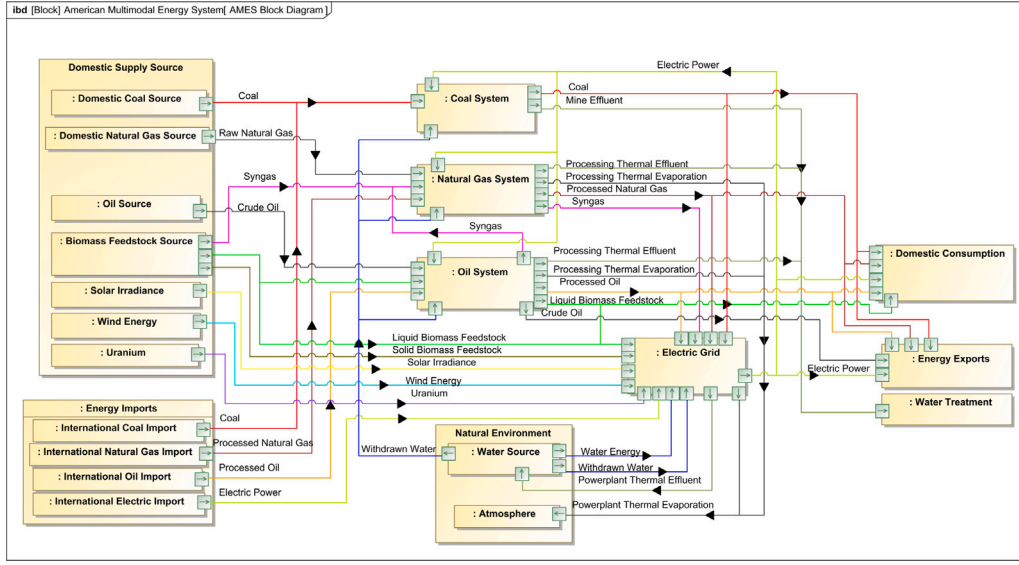 ibd [Block] American Multimodal Energy System[ AMES Block Diagram ]
Domestic Supply Source
: Domestic Coal Source
: Domestic Natural Gas Source
: Oil Source
: Biomass Feedstock Source
: Solar Irradiance
: Wind Energy
: Uranium
: Energy Imports
: International Coal Import
: International Natural Gas Import
: International Oil Import
: International Electric Import
Coal
Raw Natural Gas
Syngas
Crude Oil
Liquid Biomass Feedstock
Solid Biomass Feedstock
Solar Irradiance
Wind Energy
Uranium
Coal
Processed Natural Gas
Processed Oil
Electric Power
Withdrawn Water
: Coal System
: Natural Gas System
Syngas
: Oil System
Electric Power
Coal
Mine Effluent
Processing Thermal Effluent
Processing Thermal Evaporation
Processed Natural Gas
Syngas
Processing Thermal Effluent
Processing Thermal Evaporation
Processed Oil
Liquid Biomass Feedstock
Crude Oil
: Electric Grid
Electric Power
Natural Environment
: Water Source
: Atmosphere
Water Energy
Withdrawn Water
Powerplant Thermal Effluent
Powerplant Thermal Evaporation
: Domestic Consumption
: Energy Exports
: Water Treatment